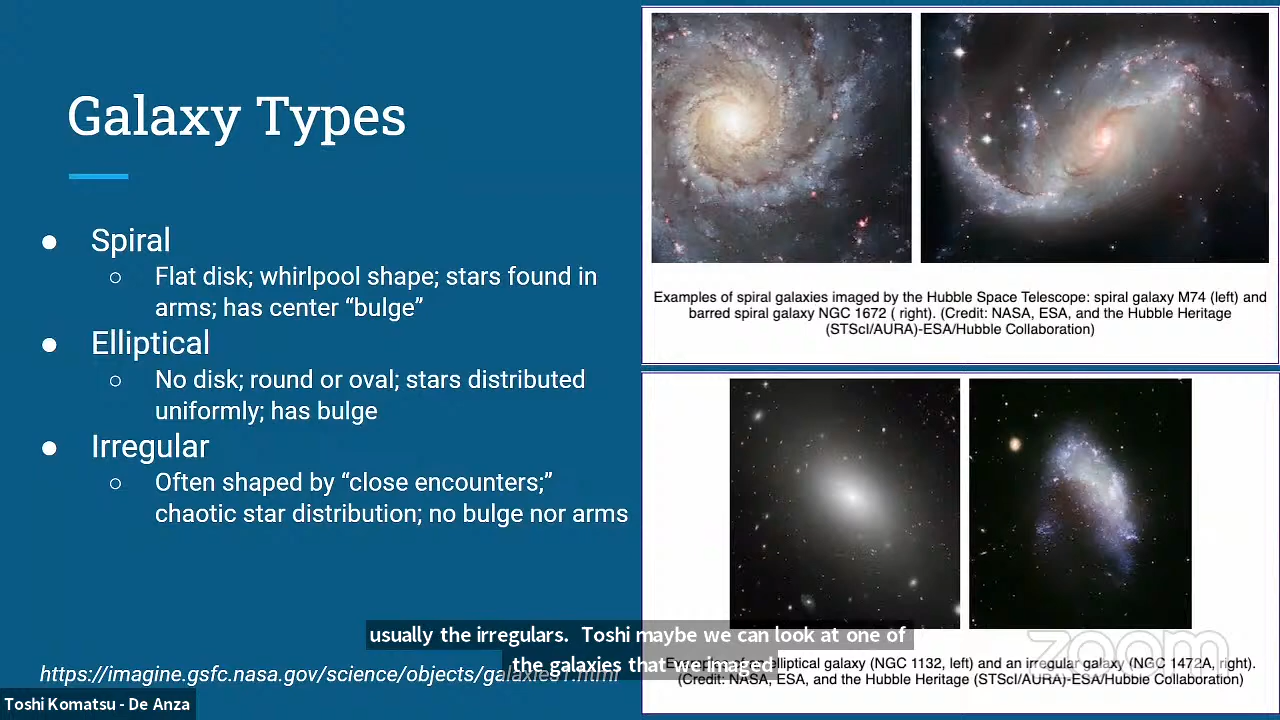 Galaxy Types
● Spiral
○ Flat disk; whirlpool shape; stars found in
arms; has center “bulge”
● Elliptical
○ No disk; round or oval; stars distributed
uniformly; has bulge
● Irregular
○ Often shaped by “close encounters;”
chaotic star distribution; no bulge nor arms
https://imagine.gsfc.nasa.gov/science/objects/galaxies1.html
Examples of spiral galaxies imaged by the Hubble Space Telescope: spiral galaxy M74 (left) and
barred spiral galaxy NGC 1672 ( right). (Credit: NASA, ESA, and the Hubble Heritage
(STScI/AURA)-ESA/Hubble Collaboration)
elliptical galaxy (NGC 1132, left) and an irregular galaxy (NGC 1472A, right).
(Credit: NASA, ESA, and the Hubble Heritage (STScI/AURA)-ESA/Hubble Collaboration)
usually the irregulars. Toshi maybe we can look at one of
the galaxies that we imaged
zoom
Toshi Komatsu - De Anza